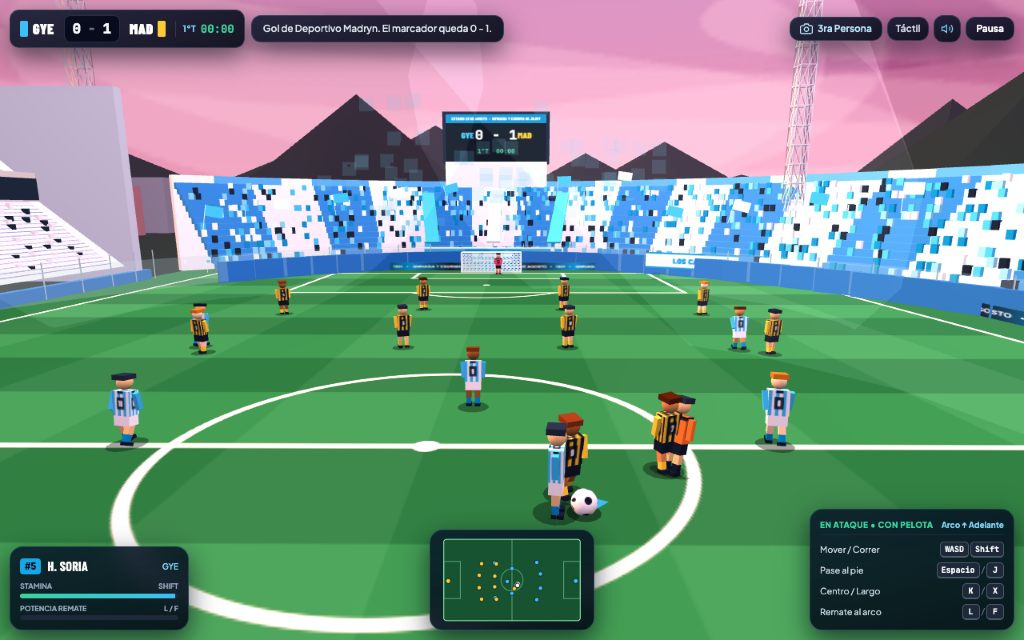 GYE 0 - 1 MAD 1°T 00:00
Gol de Deportivo Madryn. El marcador queda 0 - 1.
3ra Persona
Táctil
Pausa
GYE 0 - 1 MAD
1°T 00:00
LOS CA
OSTO
#5 H. SORIA GYE
STAMINA SHIFT
POTENCIA REMATE L / F
EN ATAQUE • CON PELOTA Arco ↑ Adelante
Mover / Correr WASD Shift
Pase al pie Espacio / J
Centro / Largo K / X
Remate al arco L / F